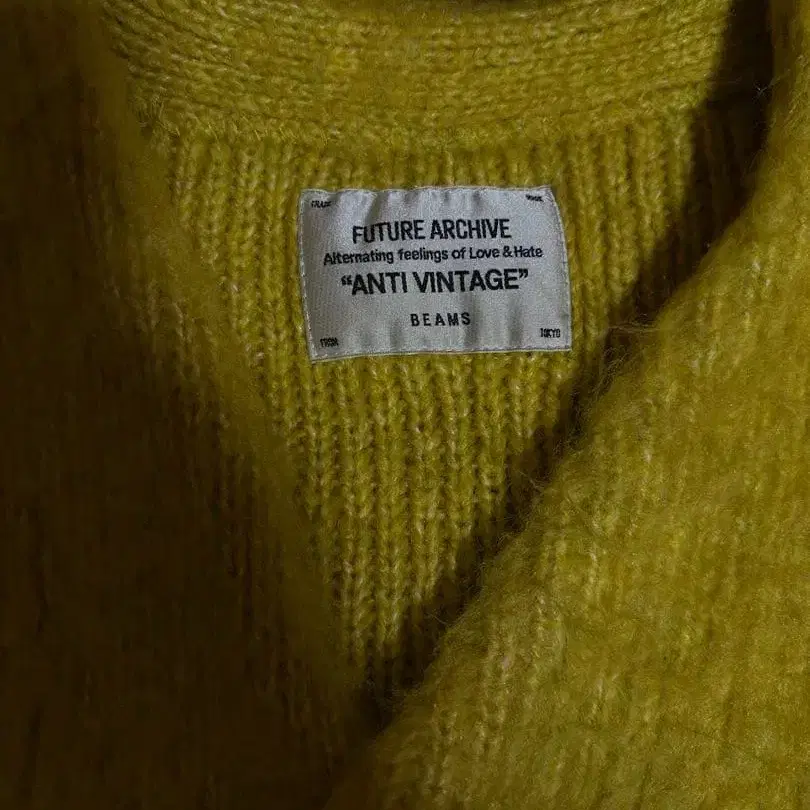 TRADE MARK
FUTURE ARCHIVE
Alternating feelings of Love & Hate
“ANTI VINTAGE”
BEAMS
FROM TOKYO